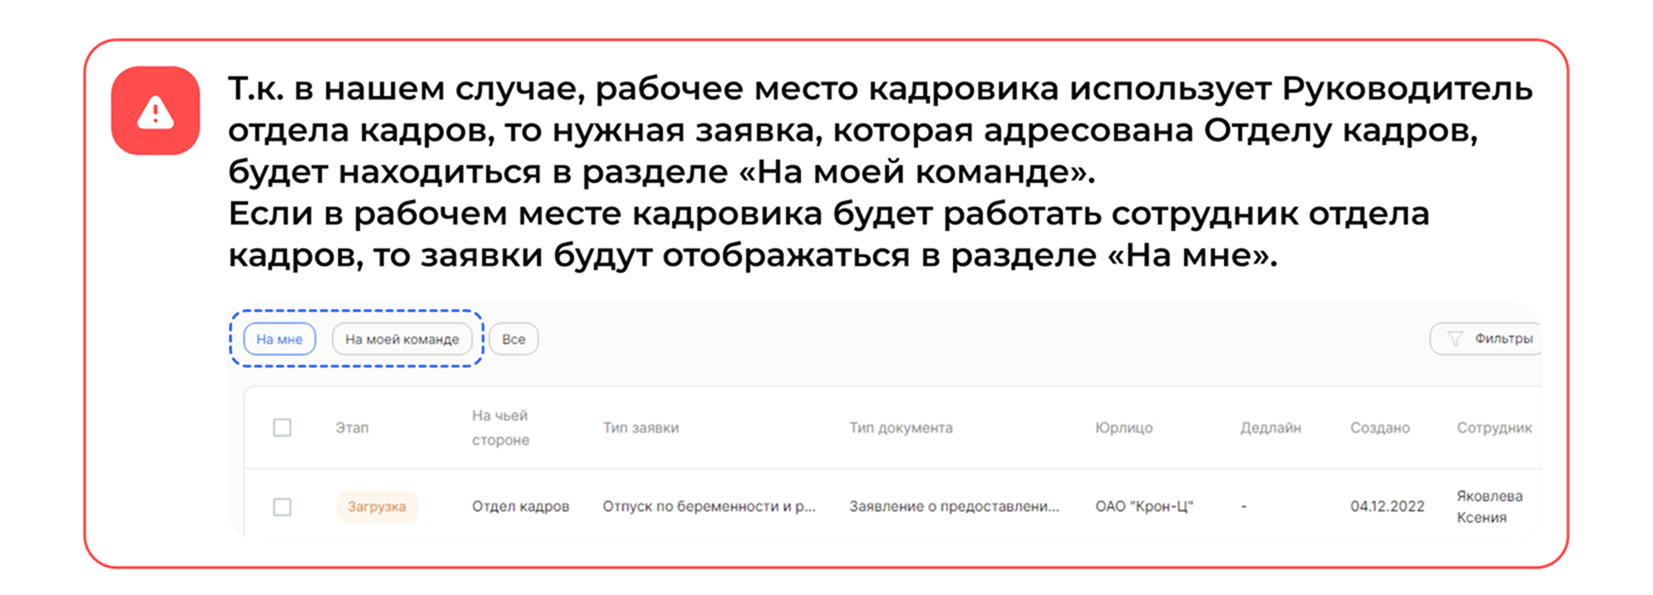 Т.к. в нашем случае, рабочее место кадровика использует Руководитель
отдела кадров, то нужная заявка, которая адресована Отделу кадров,
будет находиться в разделе «На моей команде».
Если в рабочем месте кадровика будет работать сотрудник отдела
кадров, то заявки будут отображаться в разделе «На мне».
На мне На моей команде Все Фильтры
Этап На чьей стороне Тип заявки Тип документа Юрлицо Дедлайн Создано Сотрудник
Загрузка Отдел кадров Отпуск по беременности и р... Заявление о предоставлени... ОАО "Крон-Ц" - 04.12.2022 Яковлева Ксения